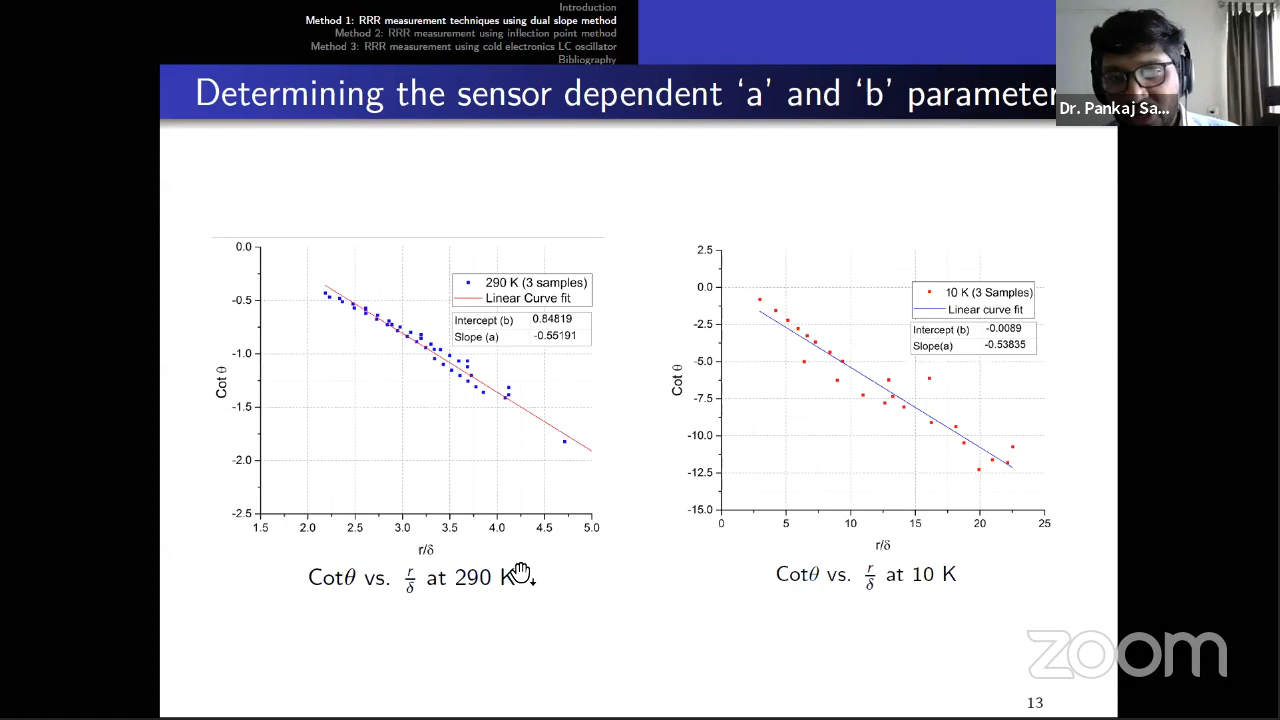 Introduction
Method 1: RRR measurement techniques using dual slope method
Method 2: RRR measurement using inflection point method
Method 3: RRR measurement using cold electronics LC oscillator
Bibliography
Determining the sensor dependent ‘a’ and ‘b’ parameter
Dr. Pankaj Sa...
0.0
-0.5
-1.0
-1.5
-2.0
-2.5
Cot θ
1.5 2.0 2.5 3.0 3.5 4.0 4.5 5.0
r/δ
290 K (3 samples)
Linear Curve fit
Intercept (b) 0.84819
Slope (a) -0.55191
Cotθ vs. r/δ at 290 K
2.5
0.0
-2.5
-5.0
-7.5
-10.0
-12.5
-15.0
Cot θ
0 5 10 15 20 25
r/δ
10 K (3 Samples)
Linear curve fit
Intercept (b) -0.0089
Slope(a) -0.53835
Cotθ vs. r/δ at 10 K
zoom
13